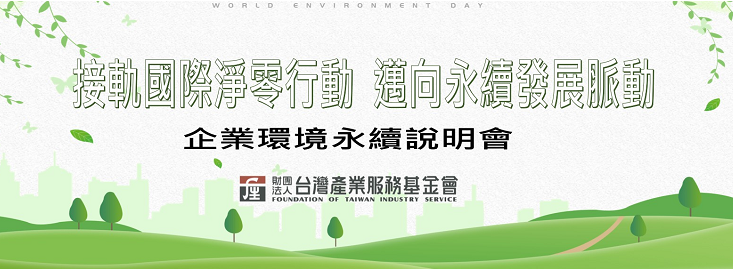 WORLD ENVIRONMENT DAY
接軌國際淨零行動 邁向永續發展脈動
企業環境永續說明會
財團法人台灣產業服務基金會
FOUNDATION OF TAIWAN INDUSTRY SERVICE